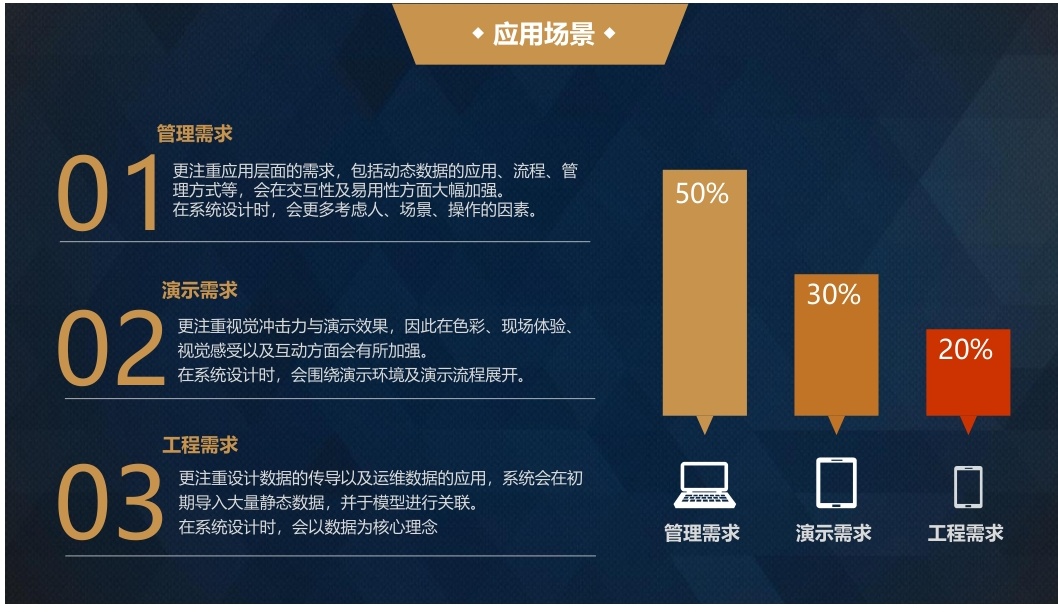 应用场景
管理需求
01
更注重应用层面的需求，包括动态数据的应用、流程、管
理方式等，会在交互性及易用性方面大幅加强。
在系统设计时，会更多考虑人、场景、操作的因素。
演示需求
02
更注重视觉冲击力与演示效果，因此在色彩、现场体验、
视觉感受以及互动方面会有所加强。
在系统设计时，会围绕演示环境及演示流程展开。
工程需求
03
更注重设计数据的传导以及运维数据的应用，系统会在初
期导入大量静态数据，并于模型进行关联。
在系统设计时，会以数据为核心理念
50%
30%
20%
管理需求
演示需求
工程需求